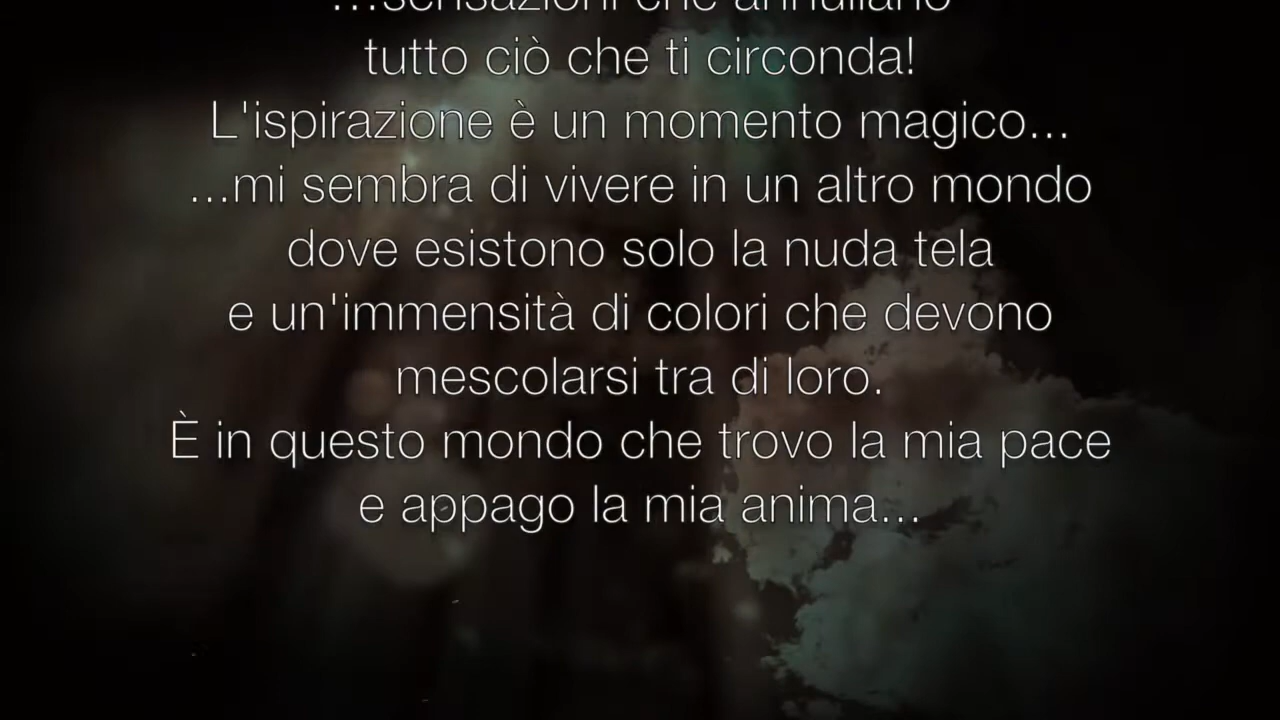 ...sensazioni che annullano
tutto ciò che ti circonda!
L'ispirazione è un momento magico...
...mi sembra di vivere in un altro mondo
dove esistono solo la nuda tela
e un'immensità di colori che devono
mescolarsi tra di loro.
È in questo mondo che trovo la mia pace
e appago la mia anima...